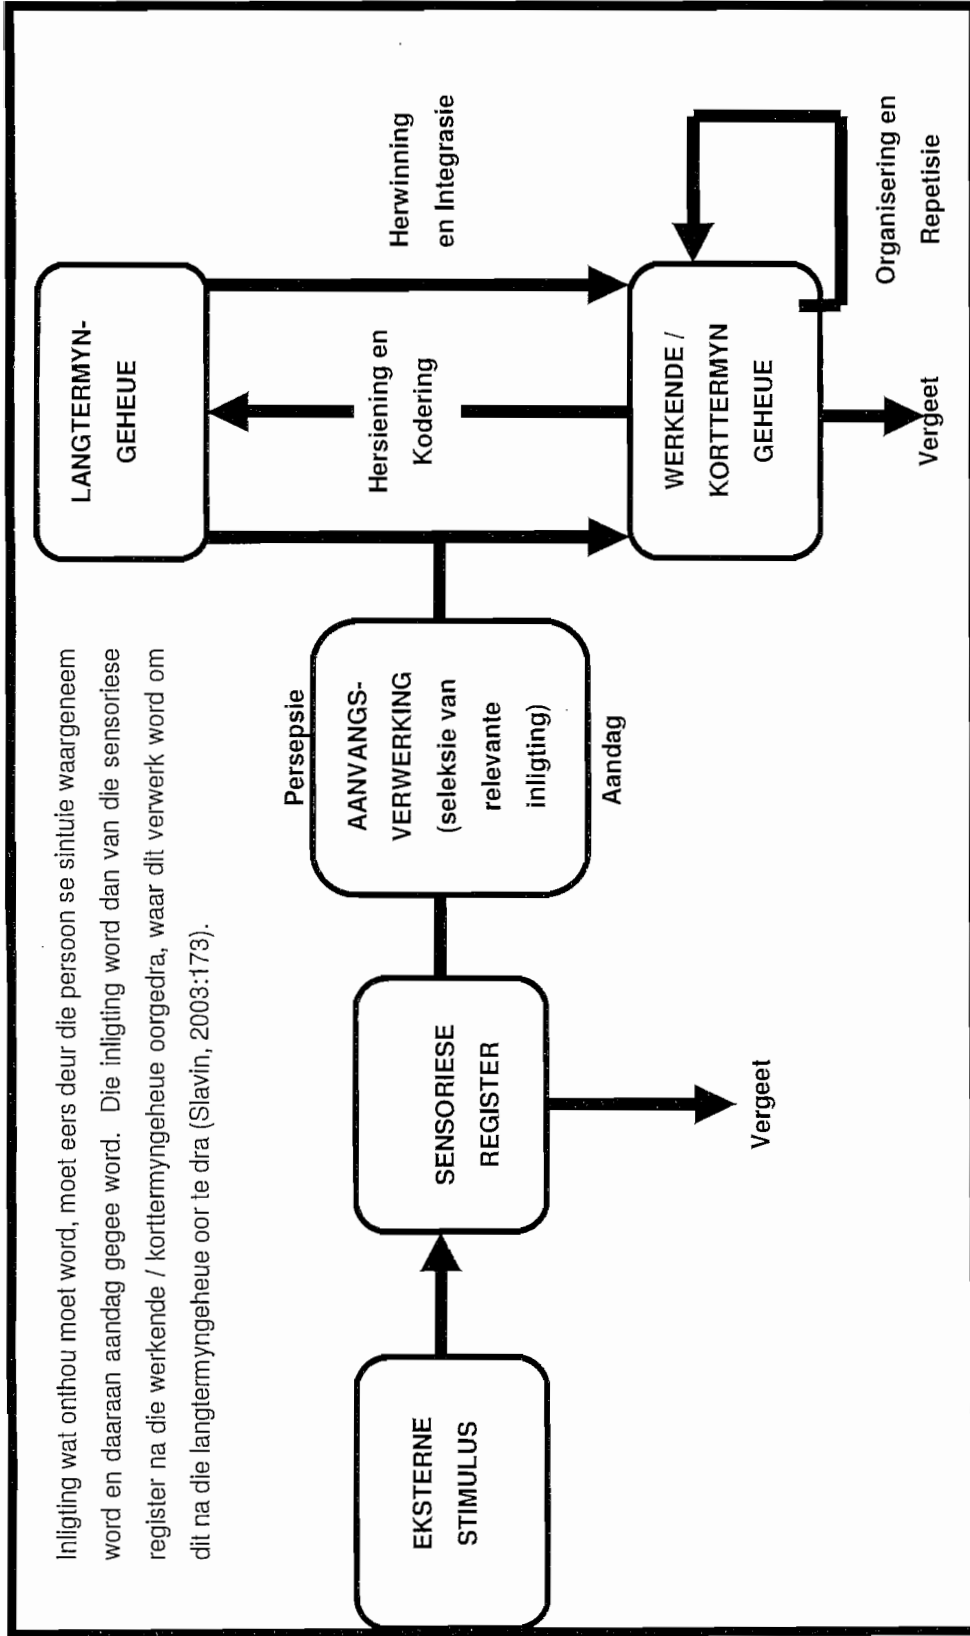 Inligting wat onthou moet word, moet eers deur die persoon se sintuie waargeneem
word en daaraan aandag gegee word. Die inligting word dan van die sensoriese
register na die werkende / korttermyngeheue oorgedra, waar dit verwerk word om
dit na die langtermyngeheue oor te dra (Slavin, 2003:173).
EKSTERNE
STIMULUS
SENSORIESE
REGISTER
Vergeet
Persepsie
AANVANGS-
VERWERKING
(seleksie van
relevante
inligting)
Aandag
LANGTERMYN-
GEHEUE
Hersiening en
Kodering
Herwinning
en Integrasie
WERKENDE /
KORTTERMYN
GEHEUE
Vergeet
Organisering en
Repetisie